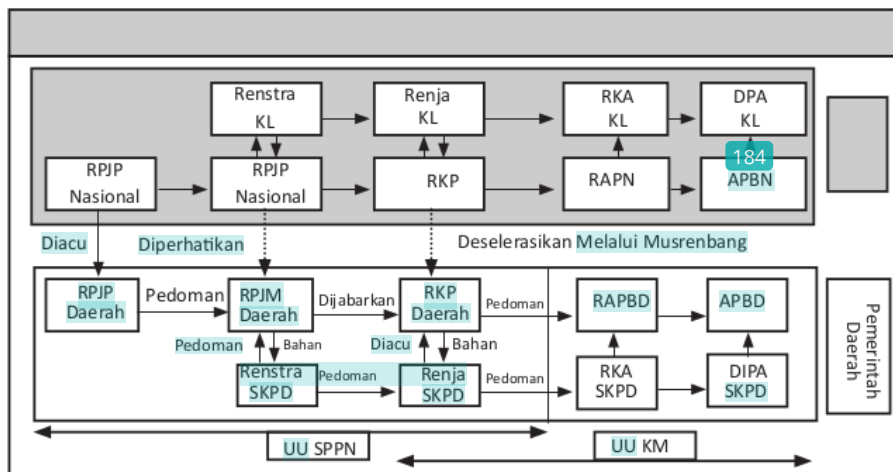 Renstra
KL
Renja
KL
RKA
KL
DPA
KL
184
RPJP
Nasional
RPJP
Nasional
RKP
RAPN
APBN
Diacu
Diperhatikan
Deselerasikan Melalui Musrenbang
RPJP
Daerah
Pedoman
RPJM
Daerah
Dijabarkan
RKP
Daerah
Pedoman
RAPBD
APBD
Pedoman
Bahan
Diacu
Bahan
Renstra
SKPD
Pedoman
Renja
SKPD
Pedoman
RKA
SKPD
DIPA
SKPD
Pemerintah
Daerah
UU SPPN
UU KM